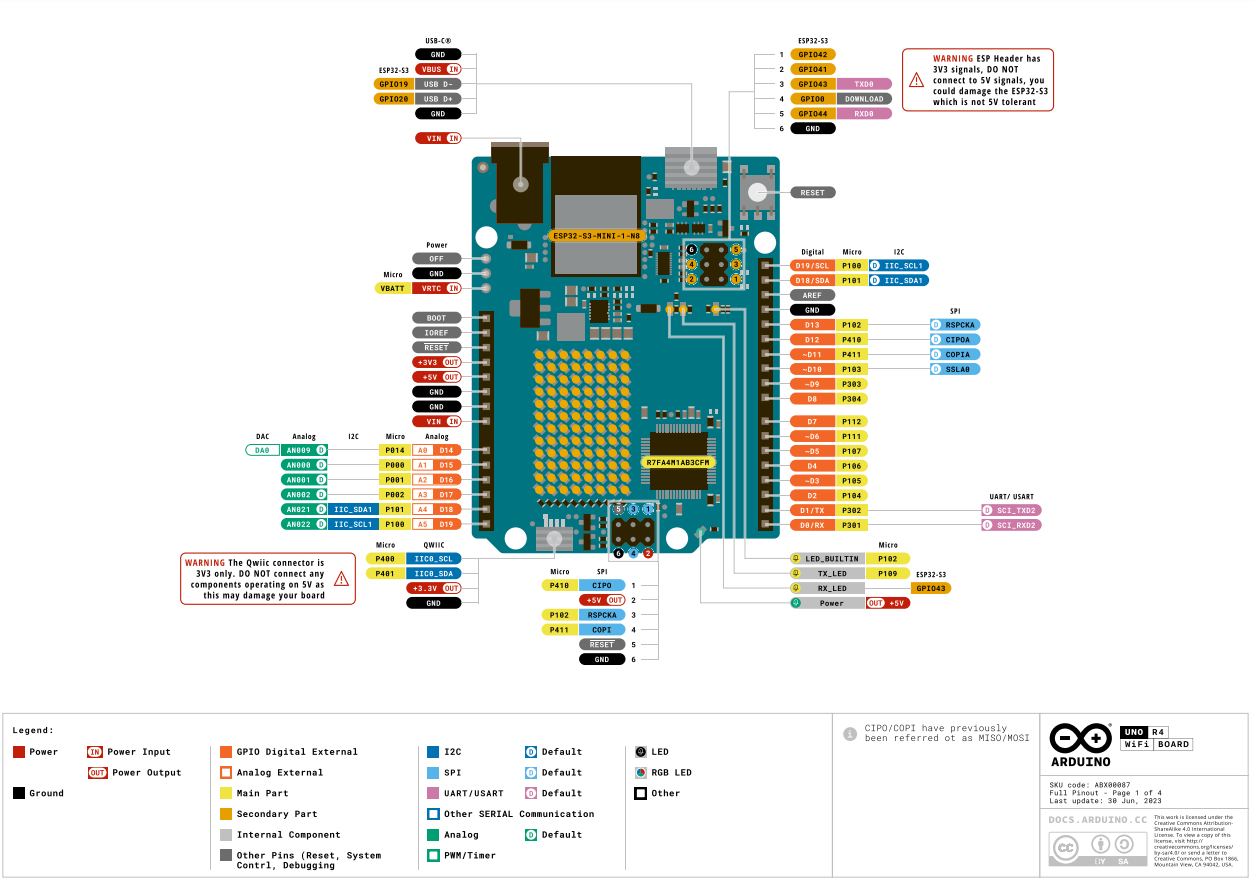 USB-C®
GND
ESP32-S3 VBUS IN
GPIO19 USB D-
GPIO20 USB D+
GND
VIN IN
ESP32-S3
1 GPIO42
2 GPIO41
3 GPIO43 TXD0
4 GPIO0 DOWNLOAD
5 GPIO44 RXD0
6 GND
WARNING ESP Header has
3V3 signals, DO NOT
connect to 5V signals, you
could damage the ESP32-S3
which is not 5V tolerant
RESET
ESP32-S3-MINI-1-N8
6 5
4 3
2 1
Power
OFF
GND
Micro
VBATT VRTC IN
BOOT
IOREF
RESET
+3V3 OUT
+5V OUT
GND
GND
VIN IN
DAC Analog I2C Micro Analog
DA0 AN009 D P014 A0 D14
AN000 D P000 A1 D15
AN001 D P001 A2 D16
AN002 D P002 A3 D17
AN021 D IIC_SDA1 P101 A4 D18
AN022 D IIC_SCL1 P100 A5 D19
Digital Micro I2C
D19/SCL P100 D IIC_SCL1
D18/SDA P101 D IIC_SDA1
AREF
GND
SPI
D13 P102 D RSPCKA
D12 P410 D CIPOA
~D11 P411 D COPIA
~D10 P103 D SSLA0
~D9 P303
D8 P304
D7 P112
~D6 P111
~D5 P107
D4 P106
~D3 P105
D2 P104
UART/ USART
D1/TX P302 D SCI_TXD2
D0/RX P301 D SCI_RXD2
R7FA4M1AB3CFM
5 3 1
6 4 2
Micro QWIIC
P400 IIC0_SCL
P401 IIC0_SDA
+3.3V OUT
GND
WARNING The Qwiic connector is
3V3 only. DO NOT connect any
components operating on 5V as
this may damage your board
Micro SPI
P410 CIPO 1
+5V OUT 2
P102 RSPCKA 3
P411 COPI 4
RESET 5
GND 6
Micro
LED_BUILTIN P102
TX_LED P109
ESP32-S3
RX_LED GPIO43
Power OUT +5V
Legend:
Power
IN Power Input
OUT Power Output
Ground
GPIO Digital External
Analog External
Main Part
Secondary Part
Internal Component
Other Pins (Reset, System
Contrl, Debugging
I2C D Default
SPI D Default
UART/USART D Default
Other SERIAL Communication
Analog D Default
PWM/Timer
LED
RGB LED
Other
i CIPO/COPI have previously
been referred ot as MISO/MOSI
ARDUINO
UNO R4
WiFi BOARD
SKU code: ABX00087
Full Pinout - Page 1 of 4
Last update: 30 Jun, 2023
DOCS.ARDUINO.CC
cc BY SA
This work is licensed under the
Creative Commons Attribution-
ShareAlike 4.0 International
License. To view a copy of this
license, visit http://
creativecommons.org/licenses/
by-sa/4.0/ or send a letter to
Creative Commons, PO Box 1866,
Mountain View, CA 94042, USA.